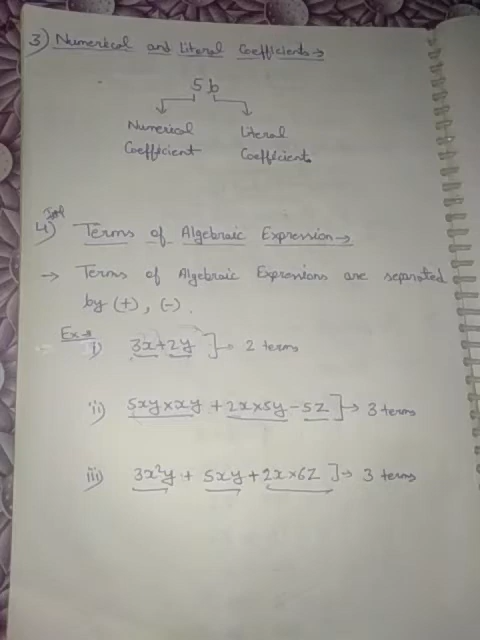 3) Numerical and Literal Coefficients →
5 b
Numerical Literal
Coefficient Coefficient
4) Terms of Algebraic Expression →
→ Terms of Algebraic Expressions are separated
by (+), (-).
Ex →
i) 3x+2y ] → 2 terms
ii) 5xy×xy + 2x×5y - 5z ] → 3 terms
iii) 3x²y + 5xy + 2x×6z ] → 3 terms